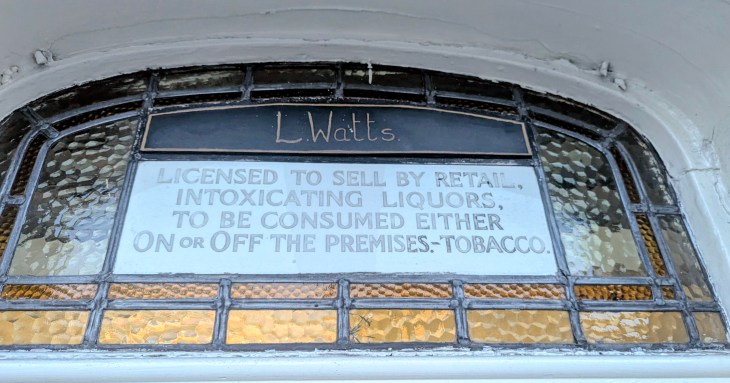 L. Watts.
LICENSED TO SELL BY RETAIL,
INTOXICATING LIQUORS,
TO BE CONSUMED EITHER
ON OR OFF THE PREMISES.-TOBACCO.